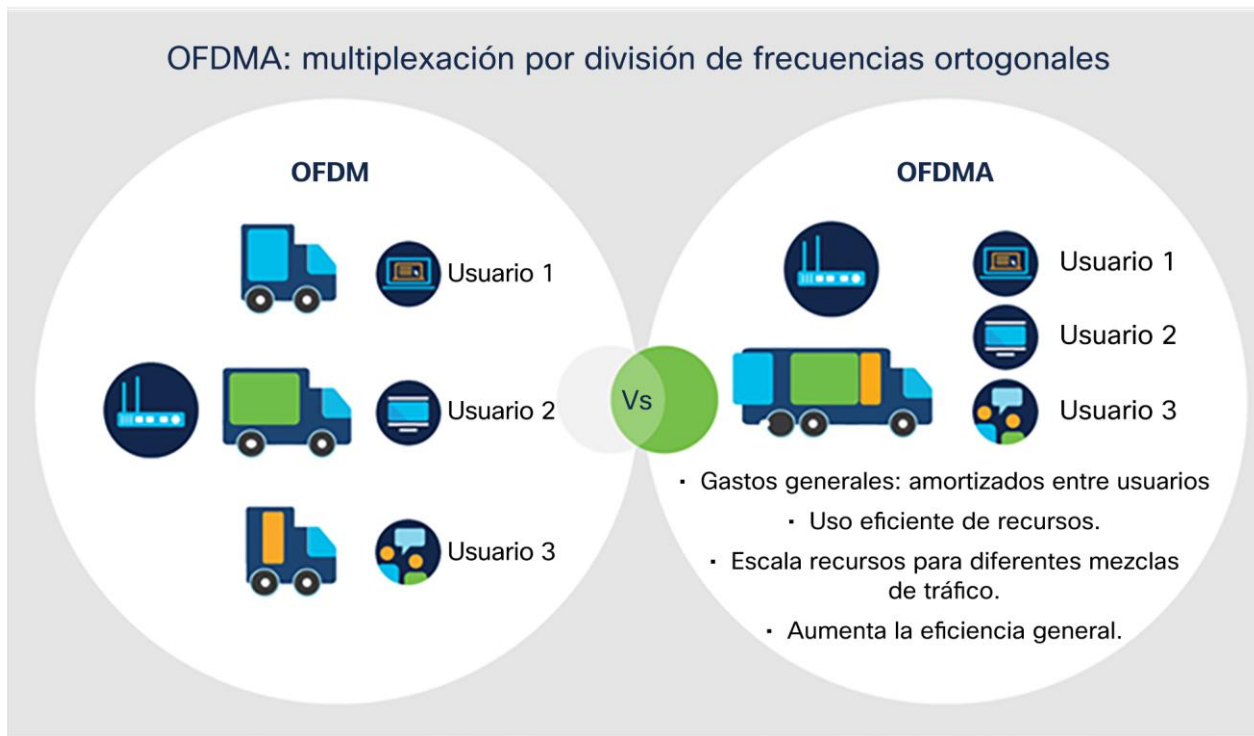 OFDMA: multiplexación por división de frecuencias ortogonales
OFDM
Usuario 1
Usuario 2
Usuario 3
Vs
OFDMA
Usuario 1
Usuario 2
Usuario 3
· Gastos generales: amortizados entre usuarios
· Uso eficiente de recursos.
· Escala recursos para diferentes mezclas
de tráfico.
· Aumenta la eficiencia general.